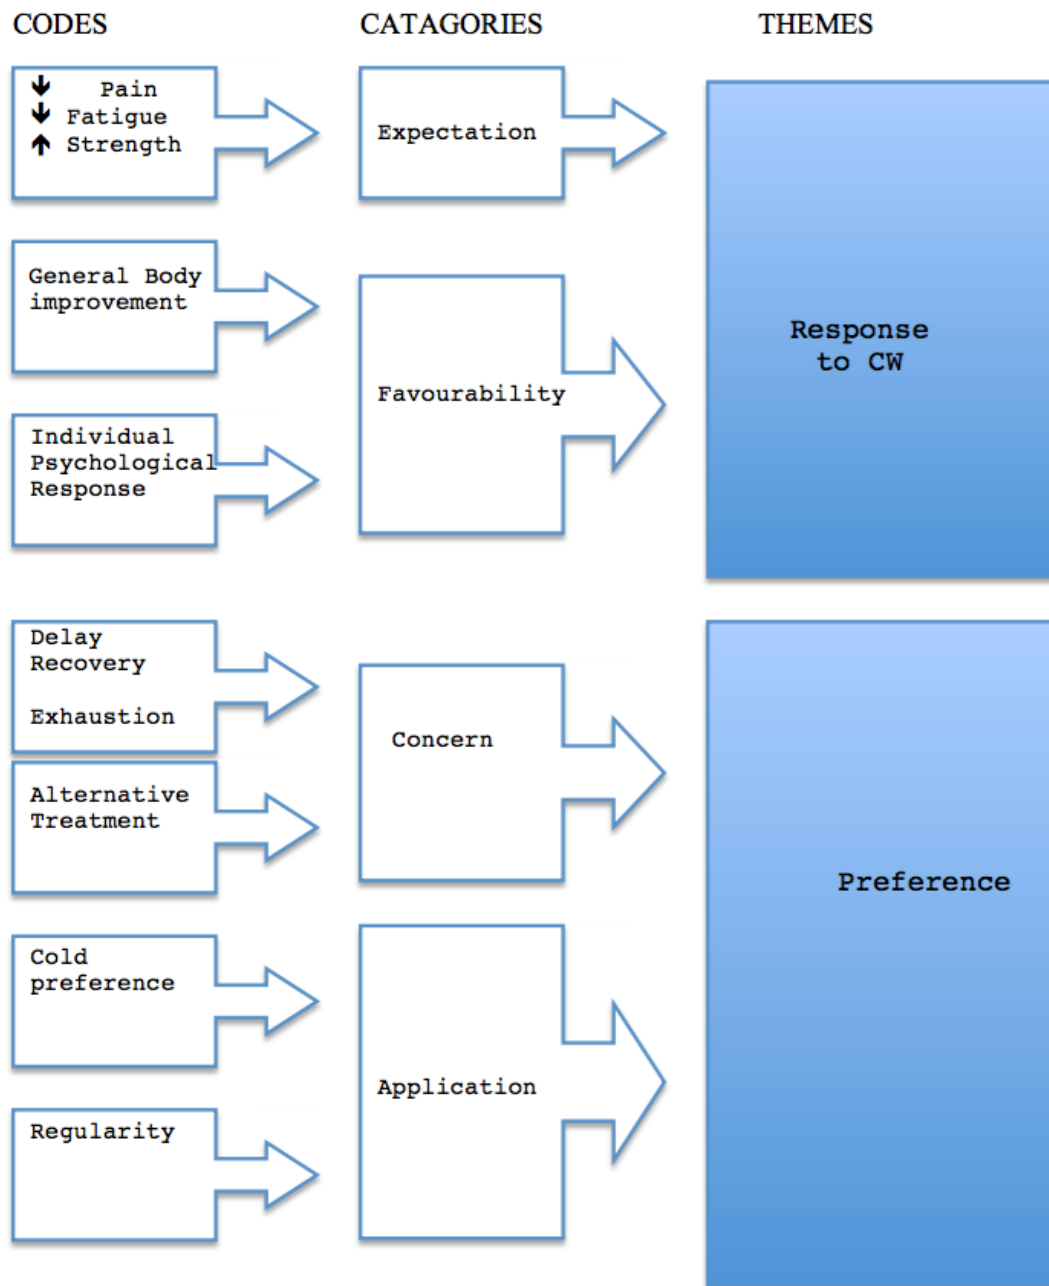 CODES
CATAGORIES
THEMES
↓ Pain
↓ Fatigue
↑ Strength
Expectation
General Body
improvement
Individual
Psychological
Response
Favourability
Response
to CW
Delay
Recovery
Exhaustion
Alternative
Treatment
Concern
Cold
preference
Regularity
Application
Preference